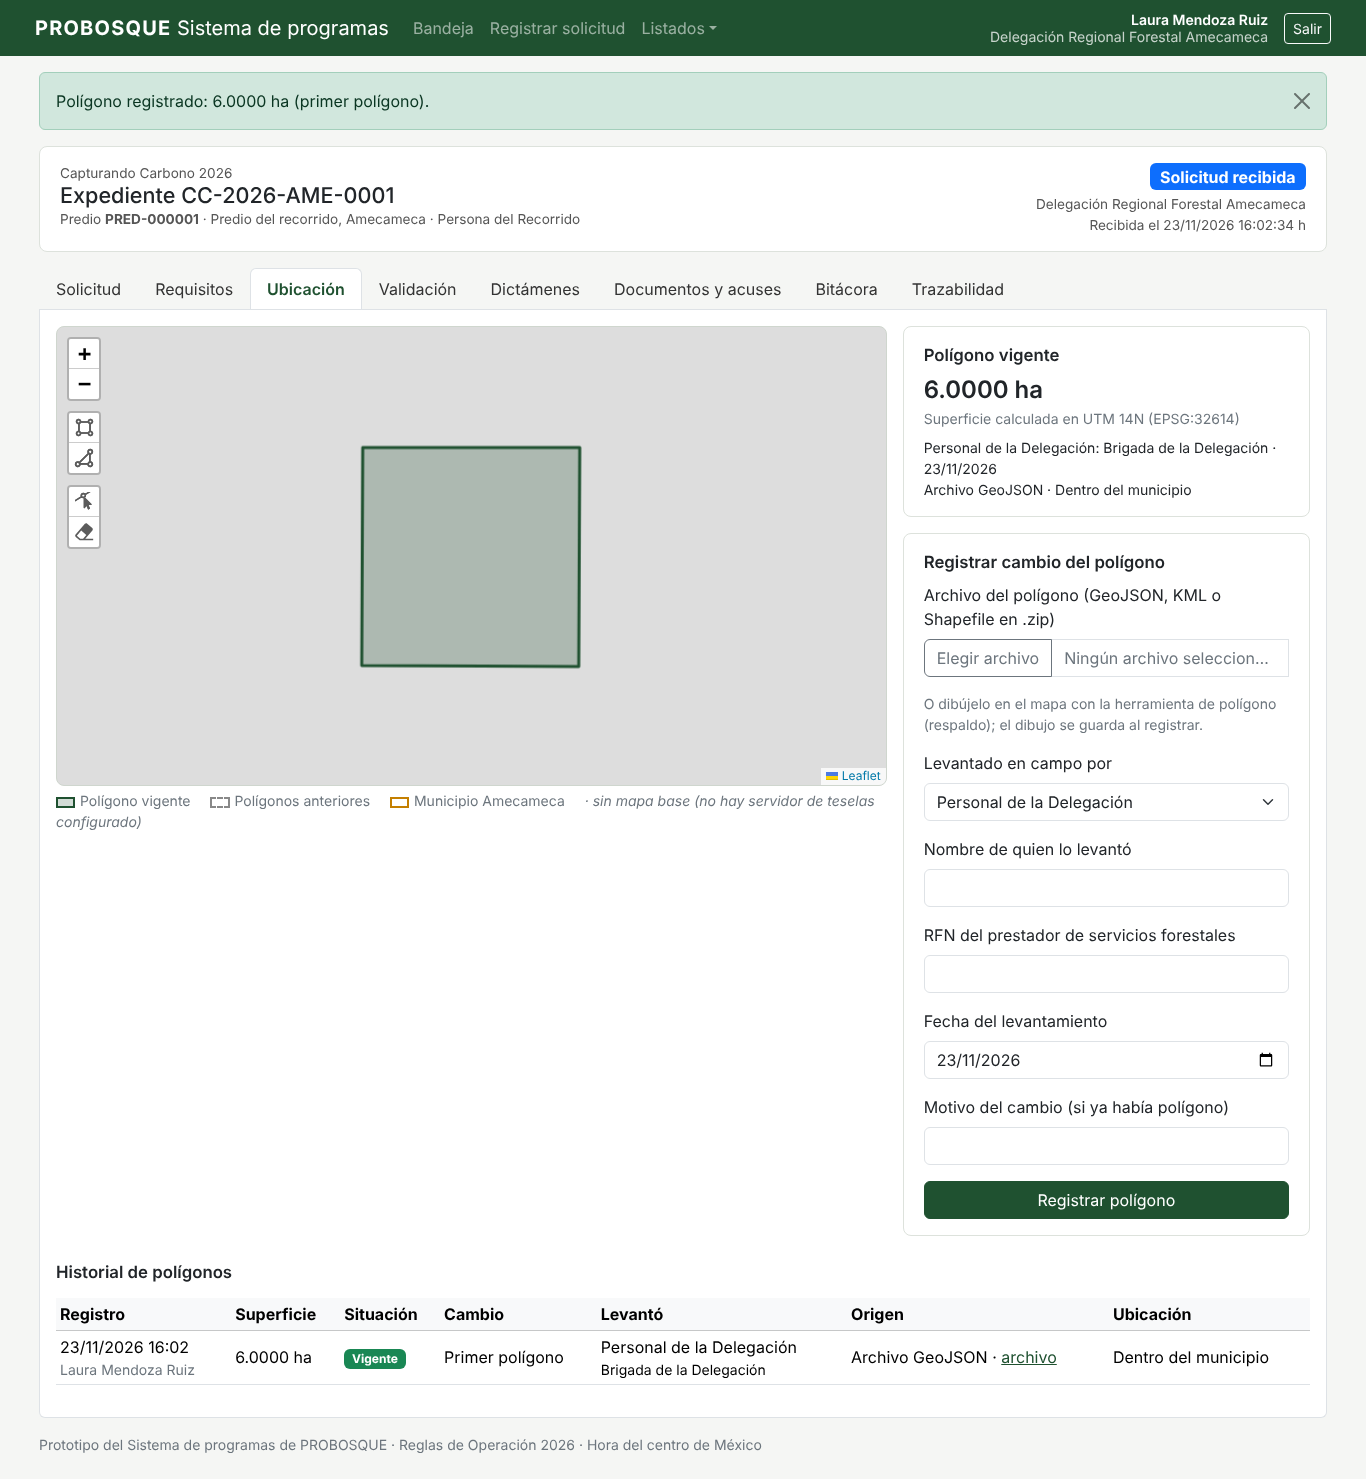 PROBOSQUE Sistema de programas
Bandeja
Registrar solicitud
Listados
Laura Mendoza Ruiz
Delegación Regional Forestal Amecameca
Salir
Polígono registrado: 6.0000 ha (primer polígono).
Capturando Carbono 2026
Expediente CC-2026-AME-0001
Predio PRED-000001 · Predio del recorrido, Amecameca · Persona del Recorrido
Solicitud recibida
Delegación Regional Forestal Amecameca
Recibida el 23/11/2026 16:02:34 h
Solicitud
Requisitos
Ubicación
Validación
Dictámenes
Documentos y acuses
Bitácora
Trazabilidad
+
−
Leaflet
Polígono vigente
Polígonos anteriores
Municipio Amecameca
· sin mapa base (no hay servidor de teselas
configurado)
Polígono vigente
6.0000 ha
Superficie calculada en UTM 14N (EPSG:32614)
Personal de la Delegación: Brigada de la Delegación ·
23/11/2026
Archivo GeoJSON · Dentro del municipio
Registrar cambio del polígono
Archivo del polígono (GeoJSON, KML o
Shapefile en .zip)
Elegir archivo
Ningún archivo seleccion...
O dibújelo en el mapa con la herramienta de polígono
(respaldo); el dibujo se guarda al registrar.
Levantado en campo por
Personal de la Delegación
Nombre de quien lo levantó
RFN del prestador de servicios forestales
Fecha del levantamiento
23/11/2026
Motivo del cambio (si ya había polígono)
Registrar polígono
Historial de polígonos
Registro
Superficie
Situación
Cambio
Levantó
Origen
Ubicación
23/11/2026 16:02
Laura Mendoza Ruiz
6.0000 ha
Vigente
Primer polígono
Personal de la Delegación
Brigada de la Delegación
Archivo GeoJSON · archivo
Dentro del municipio
Prototipo del Sistema de programas de PROBOSQUE · Reglas de Operación 2026 · Hora del centro de México